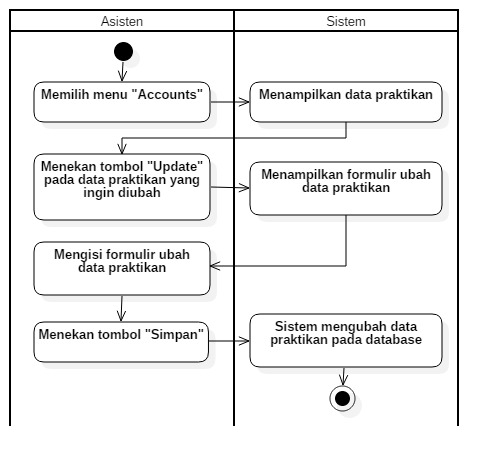 Asisten
Sistem
Memilih menu "Accounts"
Menampilkan data praktikan
Menekan tombol "Update"
pada data praktikan yang
ingin diubah
Menampilkan formulir ubah
data praktikan
Mengisi formulir ubah
data praktikan
Menekan tombol "Simpan"
Sistem mengubah data
praktikan pada database